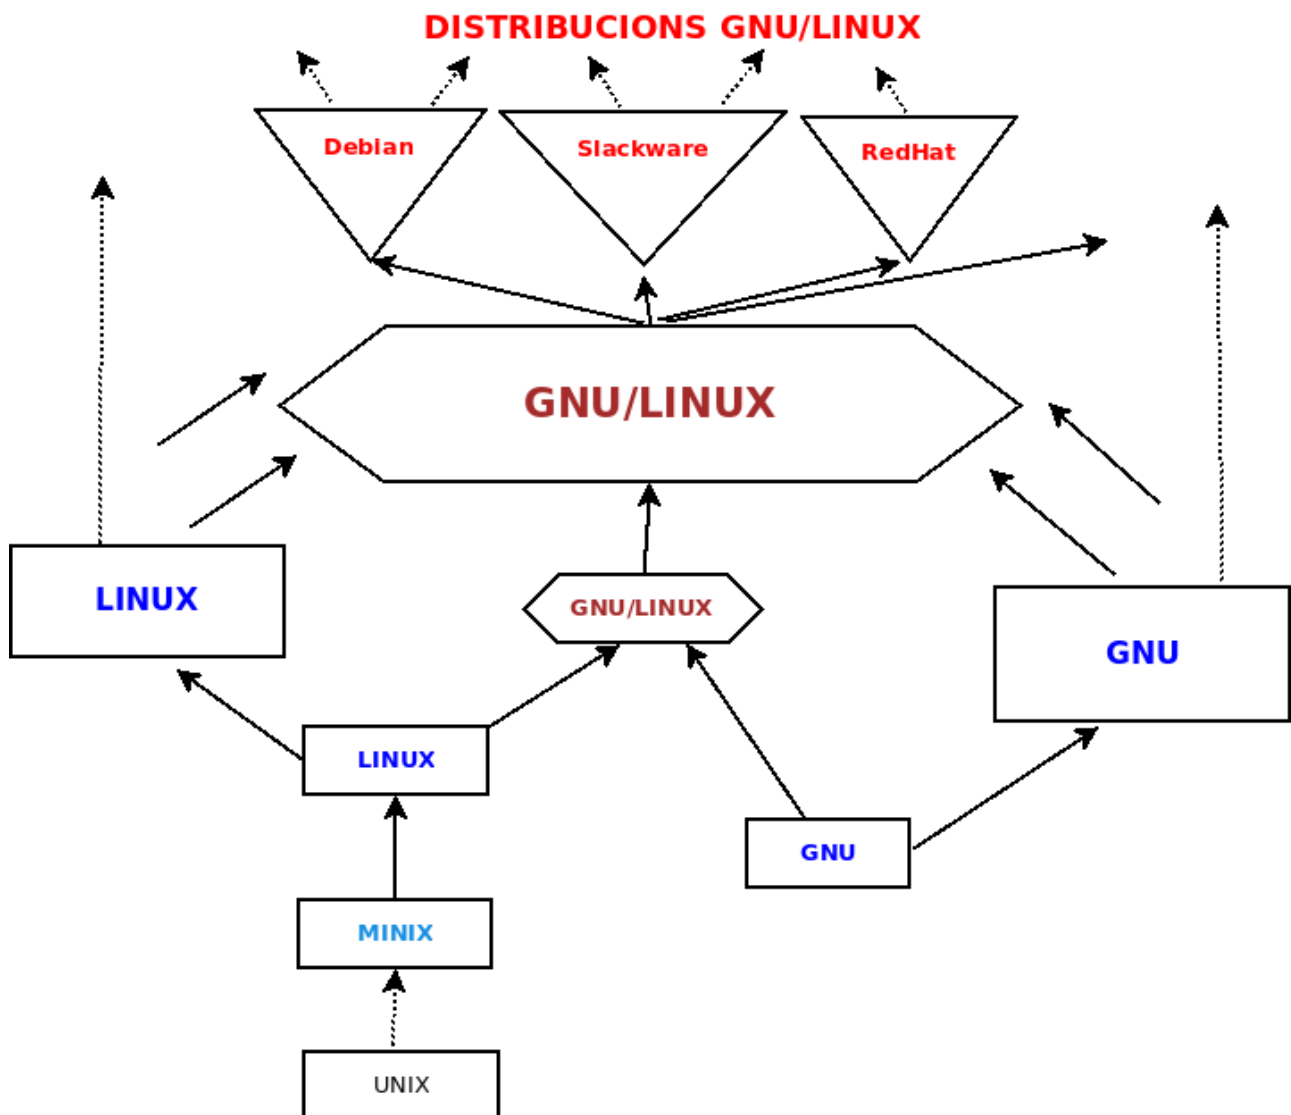 DISTRIBUCIONS GNU/LINUX
Debian
Slackware
RedHat
GNU/LINUX
LINUX
GNU/LINUX
GNU
LINUX
GNU
MINIX
UNIX